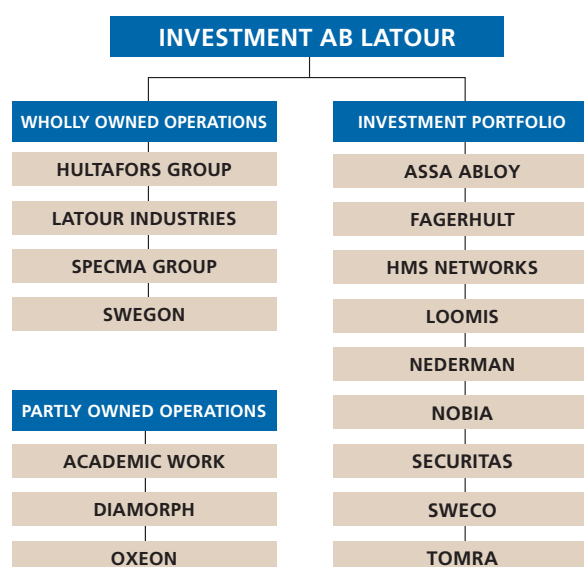 INVESTMENT AB LATOUR
WHOLLY OWNED OPERATIONS
HULTAFORS GROUP
LATOUR INDUSTRIES
SPECMA GROUP
SWEGON
PARTLY OWNED OPERATIONS
ACADEMIC WORK
DIAMORPH
OXEON
INVESTMENT PORTFOLIO
ASSA ABLOY
FAGERHULT
HMS NETWORKS
LOOMIS
NEDERMAN
NOBIA
SECURITAS
SWECO
TOMRA